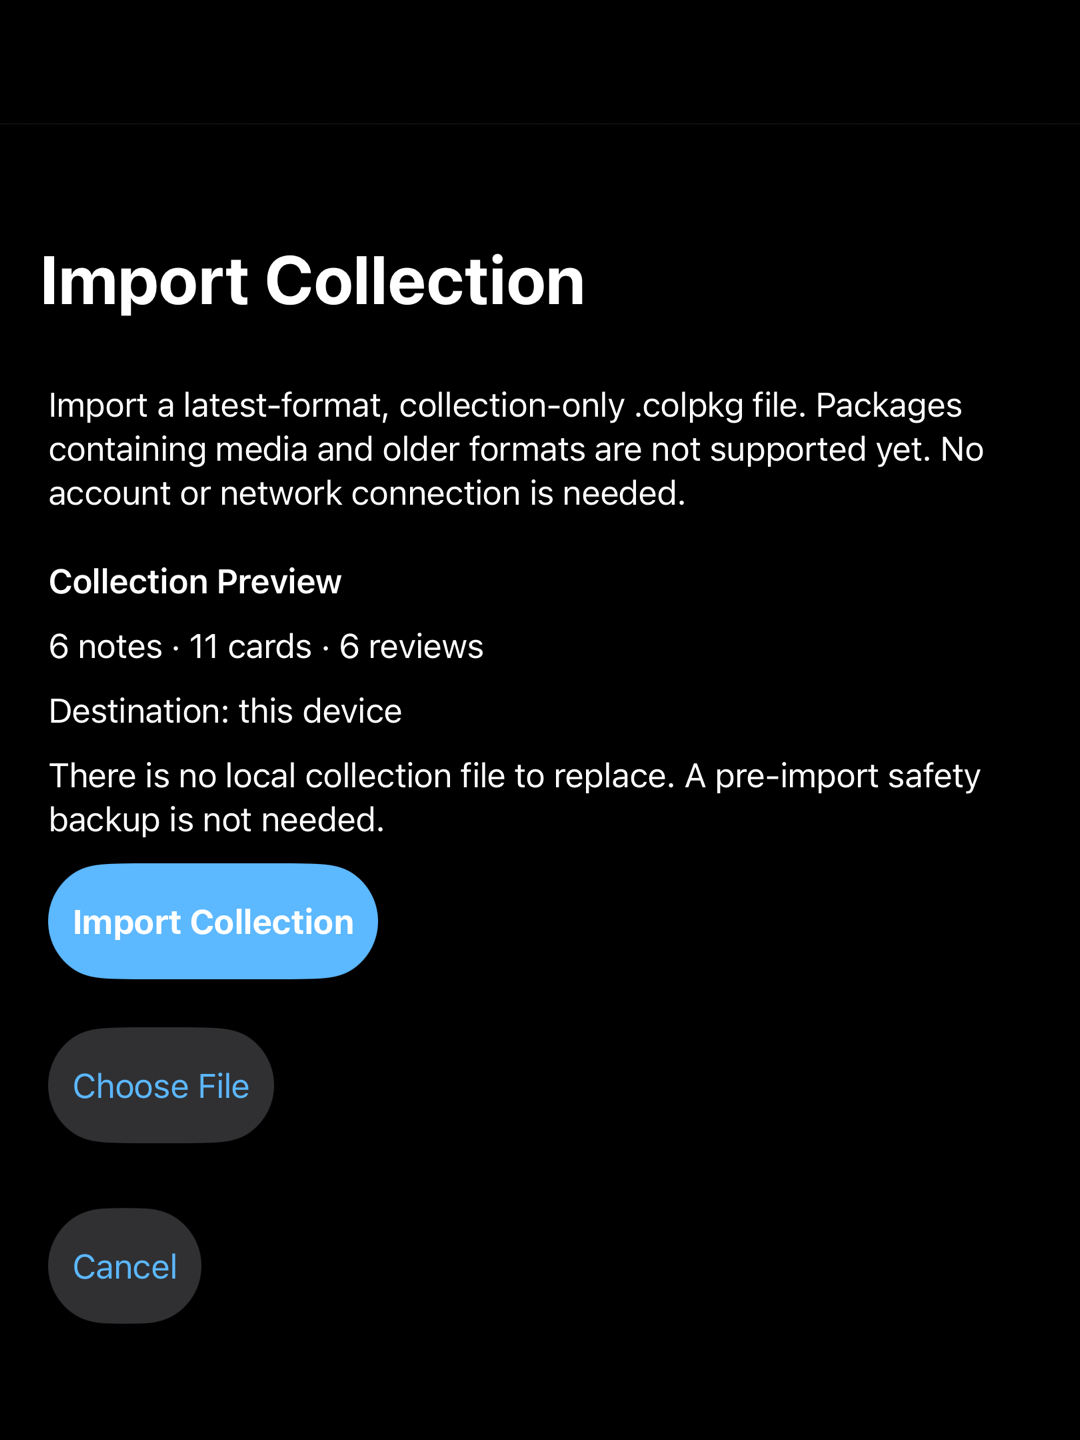 Import Collection
Import a latest-format, collection-only .colpkg file. Packages
containing media and older formats are not supported yet. No
account or network connection is needed.
Collection Preview
6 notes · 11 cards · 6 reviews
Destination: this device
There is no local collection file to replace. A pre-import safety
backup is not needed.
Import Collection
Choose File
Cancel